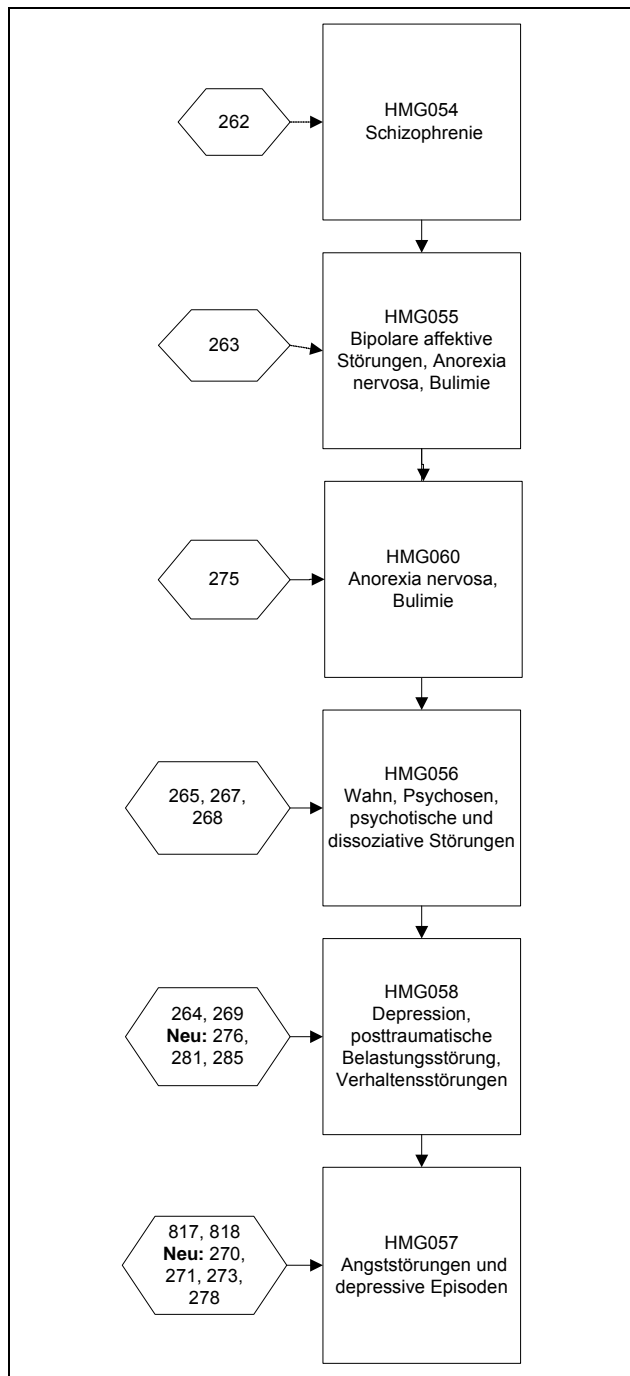 262
HMG054
Schizophrenie
263
HMG055
Bipolare affektive
Störungen, Anorexia
nervosa, Bulimie
275
HMG060
Anorexia nervosa,
Bulimie
265, 267,
268
HMG056
Wahn, Psychosen,
psychotische und
dissoziative Störungen
264, 269
Neu: 276,
281, 285
HMG058
Depression,
posttraumatische
Belastungsstörung,
Verhaltensstörungen
817, 818
Neu: 270,
271, 273,
278
HMG057
Angststörungen und
depressive Episoden